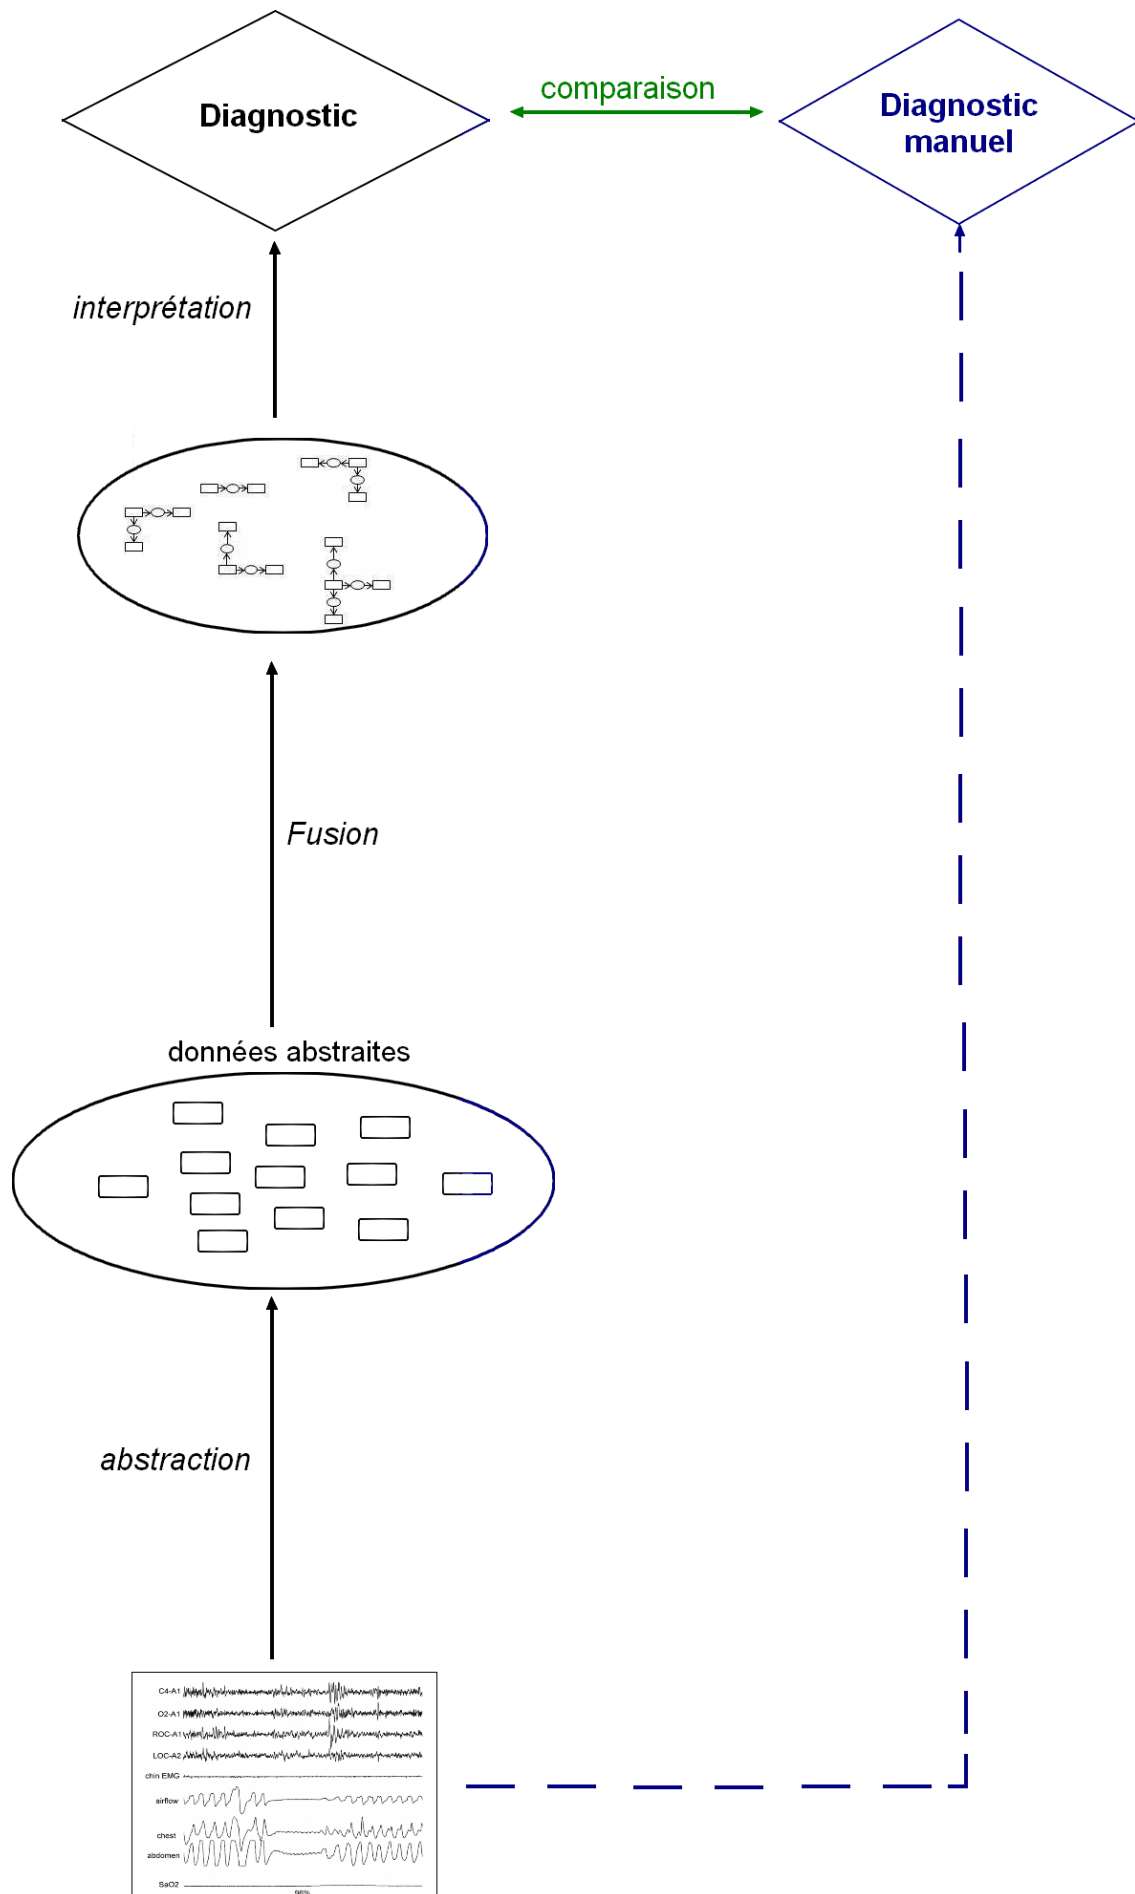 Diagnostic
comparaison
Diagnostic
manuel
interprétation
Fusion
données abstraites
abstraction
C4-A1
O2-A1
ROC-A1
LOC-A2
chin EMG
airflow
chest
abdomen
SaO2